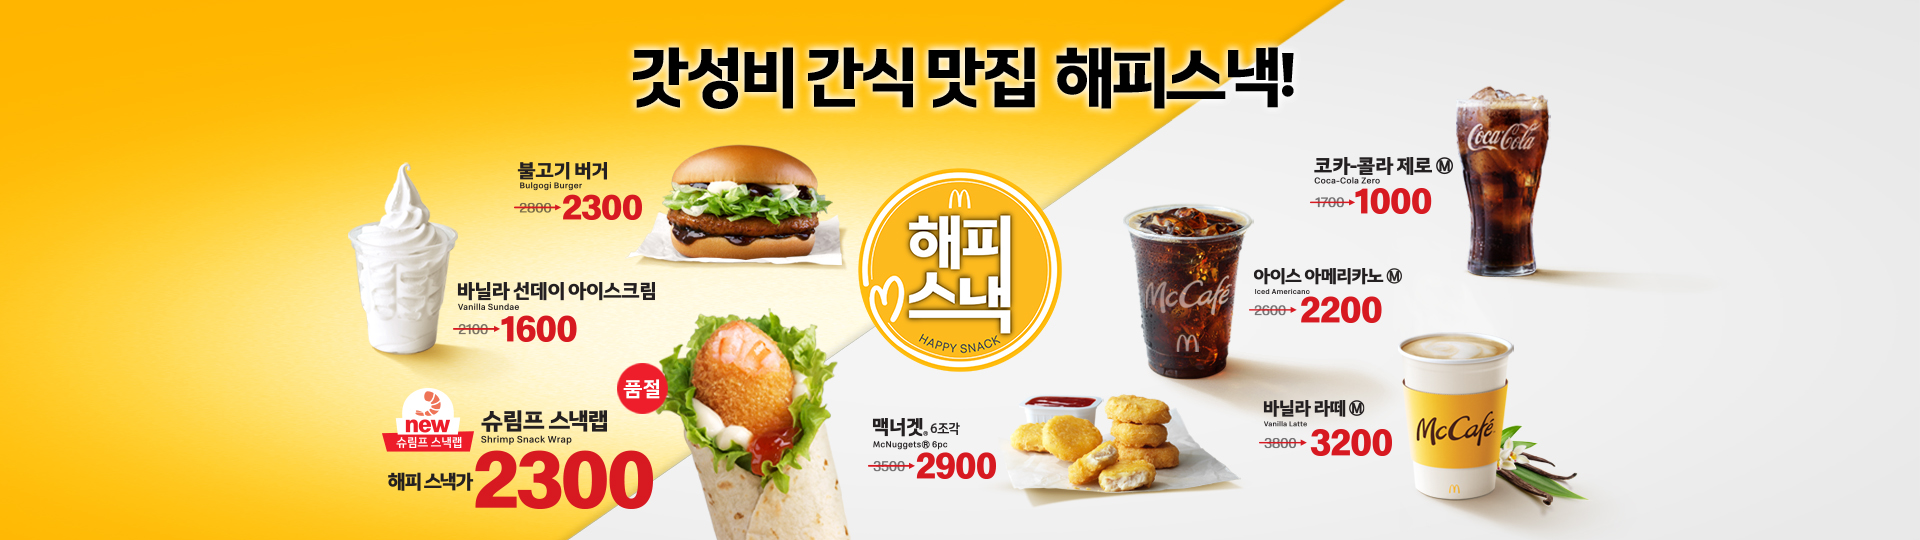 갓성비 간식 맛집 해피스낵!
불고기 버거
Bulgogi Burger
2800 2300
바닐라 선데이 아이스크림
Vanilla Sundae
2100 1600
품절
new
슈림프 스낵랩
슈림프 스낵랩
Shrimp Snack Wrap
해피 스낵가 2300
해피
스낵
HAPPY SNACK
맥너겟® 6조각
McNuggets® 6pc
3500 2900
코카-콜라 제로 Ⓜ
Coca-Cola Zero
1700 1000
Coca-Cola
아이스 아메리카노 Ⓜ
Iced Americano
2600 2200
McCafé
바닐라 라떼 Ⓜ
Vanilla Latte
3800 3200
McCafé